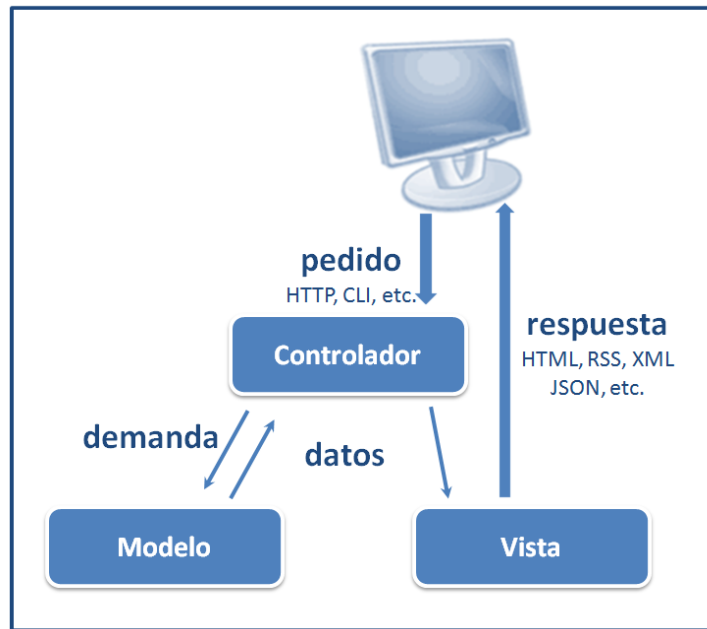 pedido
HTTP, CLI, etc.
Controlador
respuesta
HTML, RSS, XML
JSON, etc.
demanda
datos
Modelo
Vista